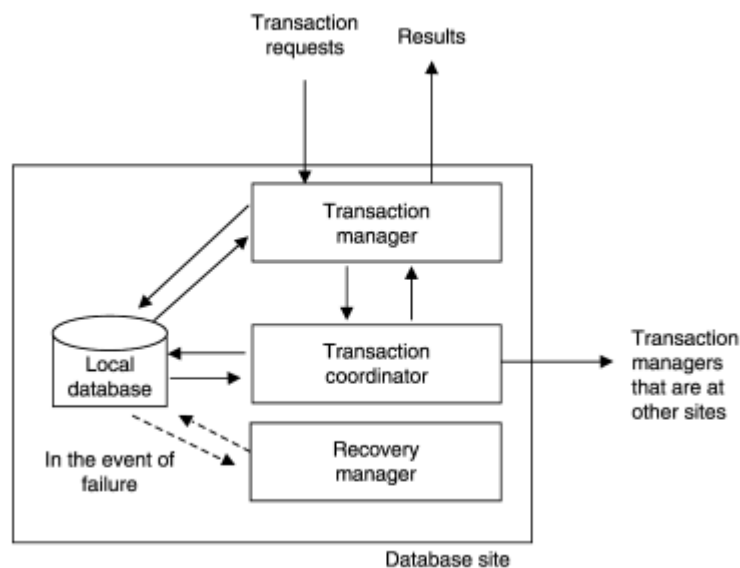 Transaction
requests
Results
Transaction
manager
Local
database
Transaction
coordinator
Transaction
managers
that are at
other sites
In the event of
failure
Recovery
manager
Database site